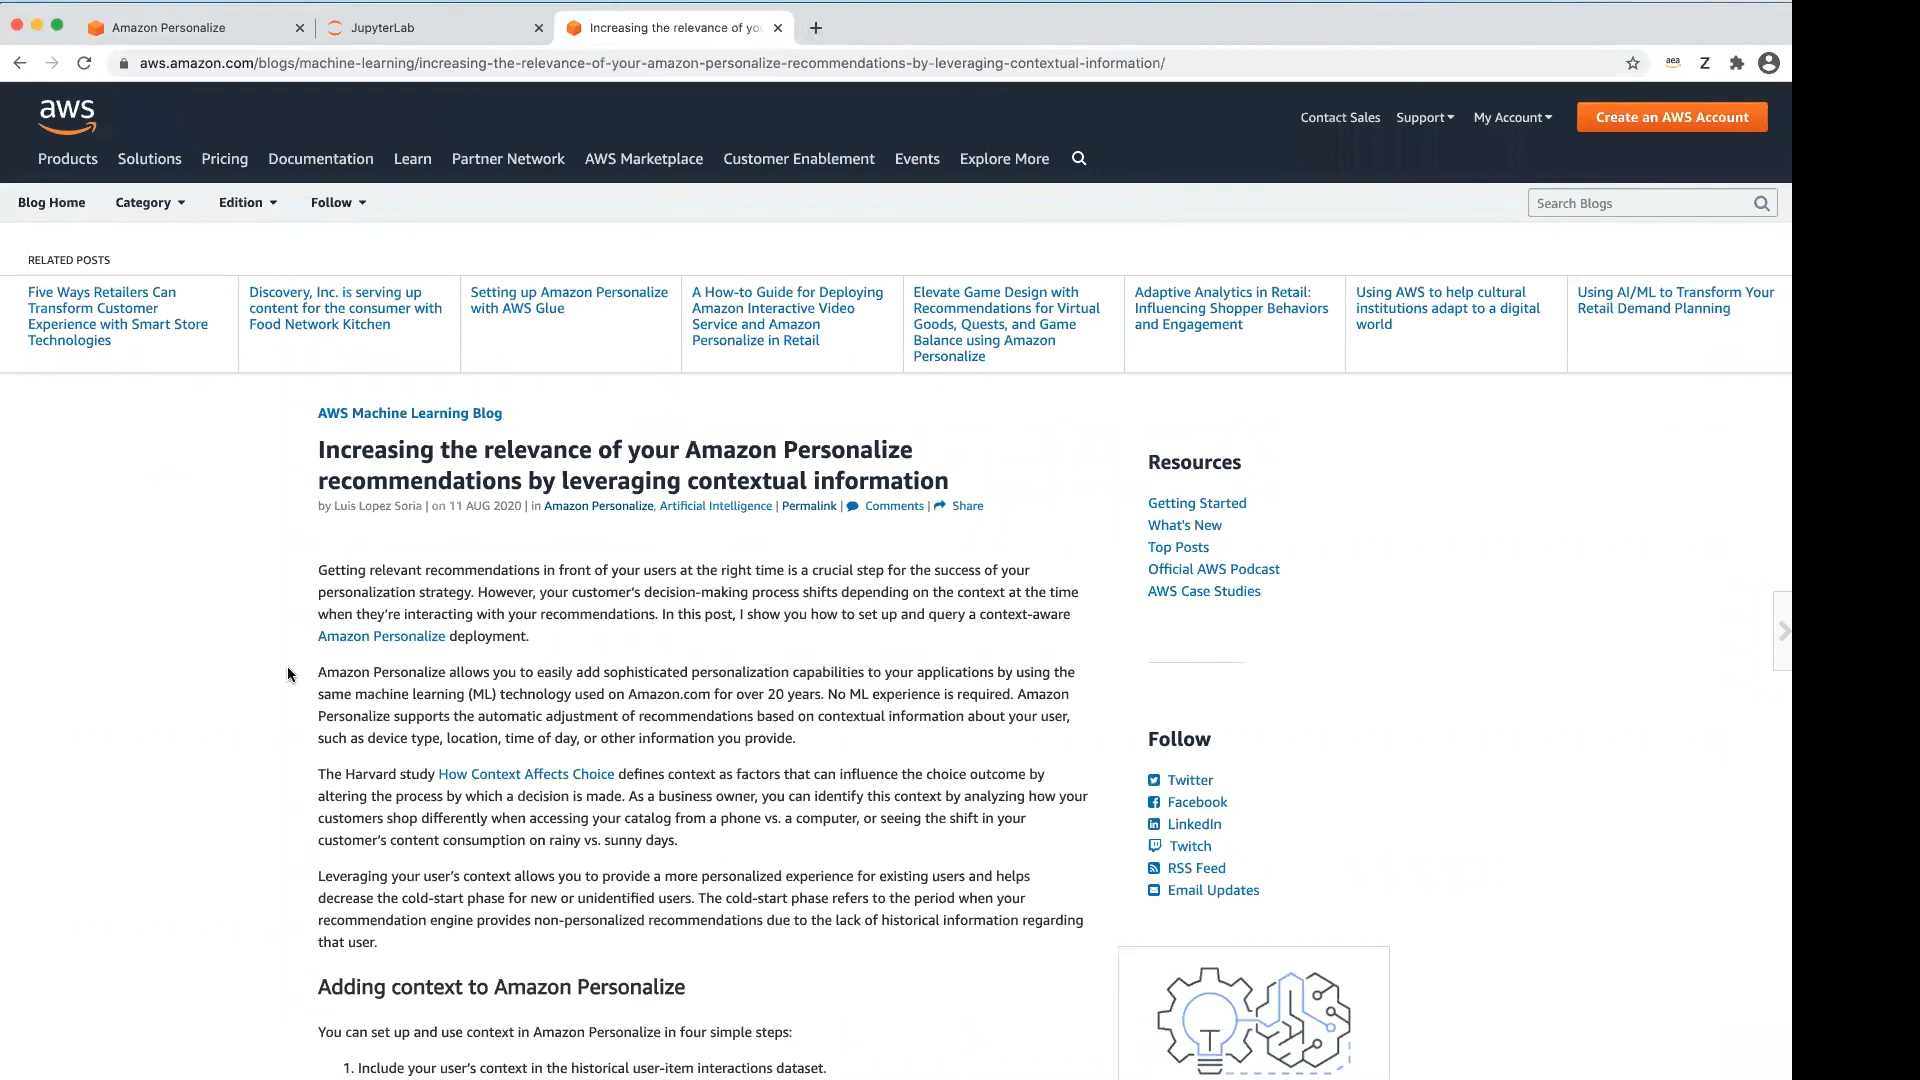 Amazon Personalize
JupyterLab
Increasing the relevance of yo
aws.amazon.com/blogs/machine-learning/increasing-the-relevance-of-your-amazon-personalize-recommendations-by-leveraging-contextual-information/
aea
Z
aws
Contact Sales Support My Account Create an AWS Account
Products Solutions Pricing Documentation Learn Partner Network AWS Marketplace Customer Enablement Events Explore More
Blog Home Category Edition Follow
Search Blogs
RELATED POSTS
Five Ways Retailers Can
Transform Customer
Experience with Smart Store
Technologies
Discovery, Inc. is serving up
content for the consumer with
Food Network Kitchen
Setting up Amazon Personalize
with AWS Glue
A How-to Guide for Deploying
Amazon Interactive Video
Service and Amazon
Personalize in Retail
Elevate Game Design with
Recommendations for Virtual
Goods, Quests, and Game
Balance using Amazon
Personalize
Adaptive Analytics in Retail:
Influencing Shopper Behaviors
and Engagement
Using AWS to help cultural
institutions adapt to a digital
world
Using AI/ML to Transform Your
Retail Demand Planning
AWS Machine Learning Blog
Increasing the relevance of your Amazon Personalize
recommendations by leveraging contextual information
by Luis Lopez Soria | on 11 AUG 2020 | in Amazon Personalize, Artificial Intelligence | Permalink | Comments | Share
Getting relevant recommendations in front of your users at the right time is a crucial step for the success of your
personalization strategy. However, your customer's decision-making process shifts depending on the context at the time
when they're interacting with your recommendations. In this post, I show you how to set up and query a context-aware
Amazon Personalize deployment.
Amazon Personalize allows you to easily add sophisticated personalization capabilities to your applications by using the
same machine learning (ML) technology used on Amazon.com for over 20 years. No ML experience is required. Amazon
Personalize supports the automatic adjustment of recommendations based on contextual information about your user,
such as device type, location, time of day, or other information you provide.
The Harvard study How Context Affects Choice defines context as factors that can influence the choice outcome by
altering the process by which a decision is made. As a business owner, you can identify this context by analyzing how your
customers shop differently when accessing your catalog from a phone vs. a computer, or seeing the shift in your
customer's content consumption on rainy vs. sunny days.
Leveraging your user's context allows you to provide a more personalized experience for existing users and helps
decrease the cold-start phase for new or unidentified users. The cold-start phase refers to the period when your
recommendation engine provides non-personalized recommendations due to the lack of historical information regarding
that user.
Adding context to Amazon Personalize
You can set up and use context in Amazon Personalize in four simple steps:
1. Include your user's context in the historical user-item interactions dataset.
Resources
Getting Started
What's New
Top Posts
Official AWS Podcast
AWS Case Studies
Follow
Twitter
Facebook
LinkedIn
Twitch
RSS Feed
Email Updates